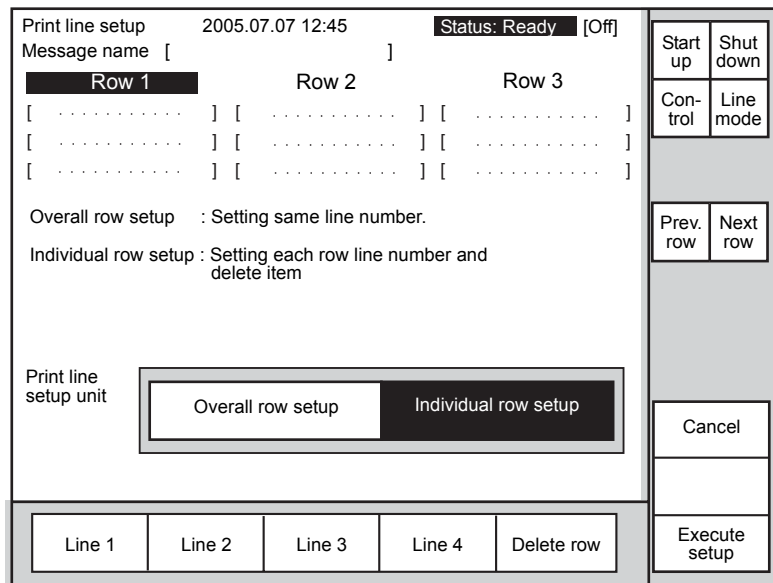 Print line setup 2005.07.07 12:45 Status: Ready [Off]
Message name [ ]
Row 1 Row 2 Row 3
[ . . . . . . . . . . . ] [ . . . . . . . . . . . ] [ . . . . . . . . . . . ]
[ . . . . . . . . . . . ] [ . . . . . . . . . . . ] [ . . . . . . . . . . . ]
[ . . . . . . . . . . . ] [ . . . . . . . . . . . ] [ . . . . . . . . . . . ]
Overall row setup : Setting same line number.
Individual row setup : Setting each row line number and
delete item
Print line
setup unit
Overall row setup Individual row setup
Line 1 Line 2 Line 3 Line 4 Delete row
Start
up
Shut
down
Con-
trol
Line
mode
Prev.
row
Next
row
Cancel
Execute
setup